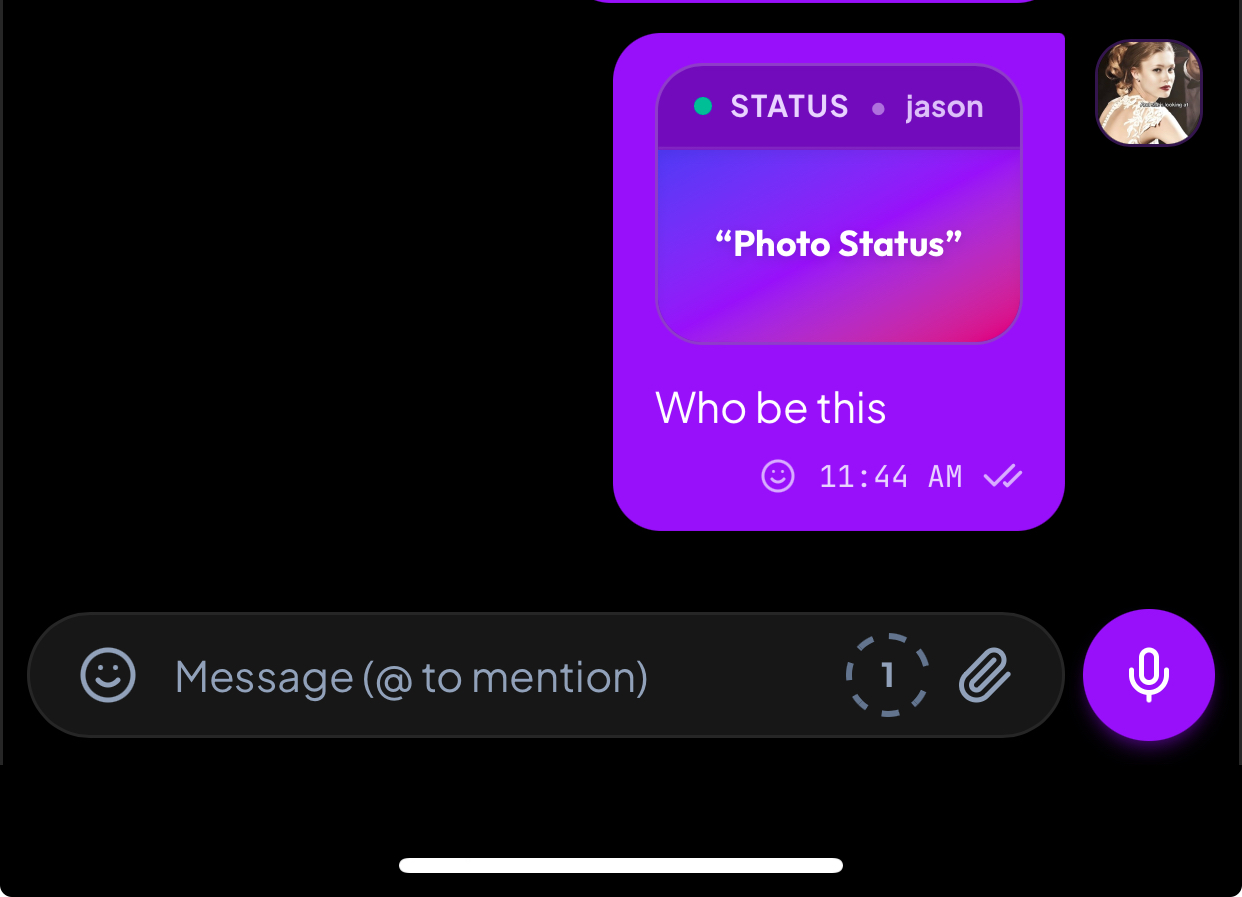 STATUS • jason
“Photo Status”
Who be this
11:44 AM
Message (@ to mention)
1